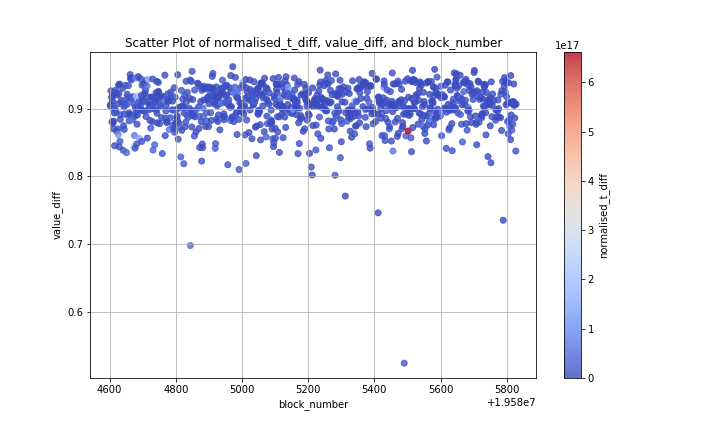 Scatter Plot of normalised_t_diff, value_diff, and block_number
1e17
0.9
0.8
0.7
0.6
value_diff
4600 4800 5000 5200 5400 5600 5800
+1.958e7
block_number
6
5
4
3
2
1
0
normalised_t_diff